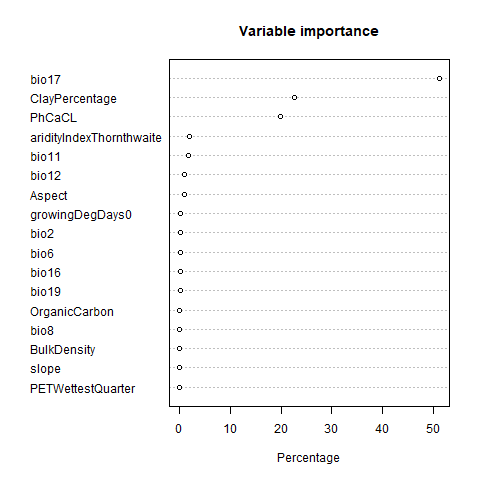 Variable importance
bio17
ClayPercentage
PhCaCL
aridityIndexThornthwaite
bio11
bio12
Aspect
growingDegDays0
bio2
bio6
bio16
bio19
OrganicCarbon
bio8
BulkDensity
slope
PETWettestQuarter
0 10 20 30 40 50
Percentage